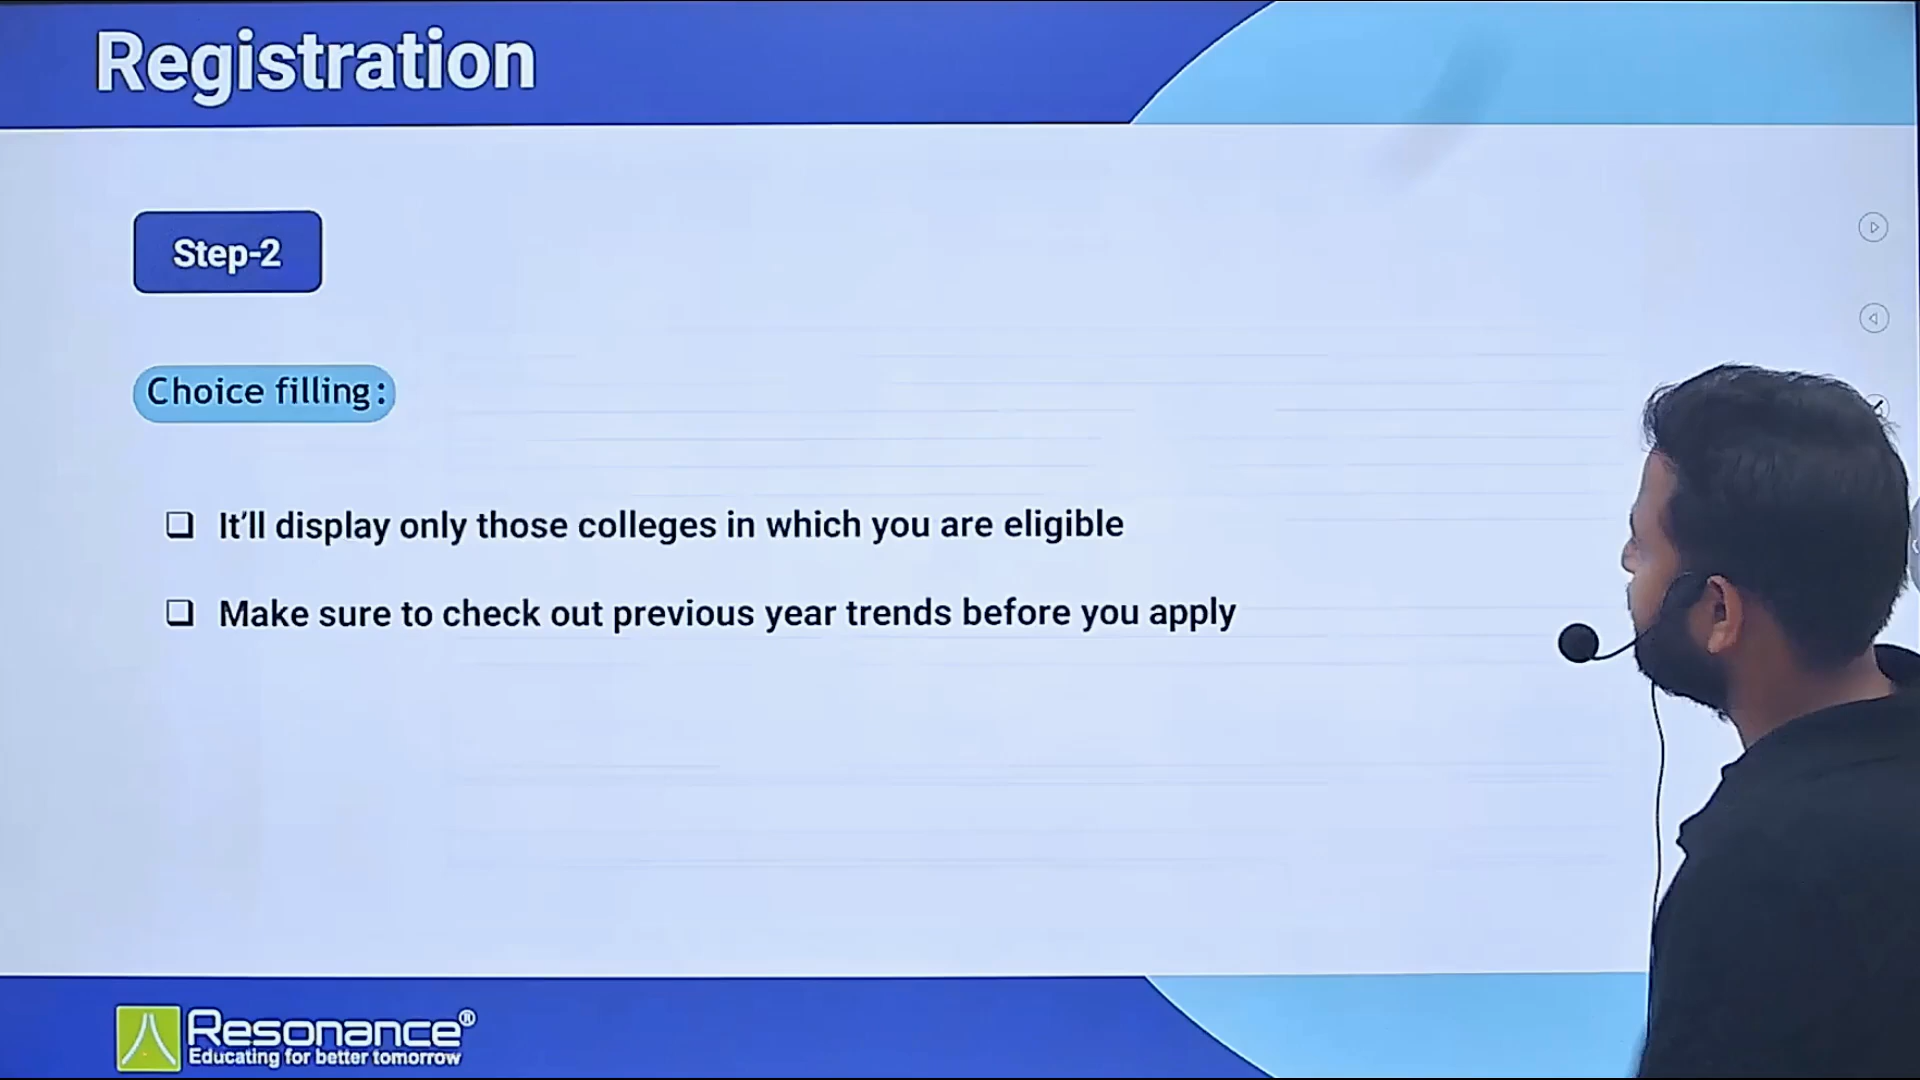 Registration
Step-2
Choice filling:
It’ll display only those colleges in which you are eligible
Make sure to check out previous year trends before you apply
Resonance®
Educating for better tomorrow